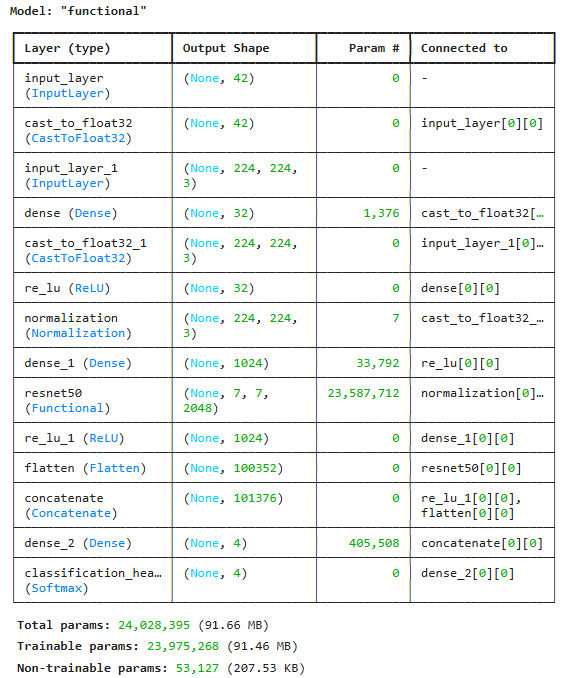 Model: "functional"
Layer (type) Output Shape Param # Connected to
input_layer (None, 42) 0 -
(InputLayer)
cast_to_float32 (None, 42) 0 input_layer[0][0]
(CastToFloat32)
input_layer_1 (None, 224, 224, 0 -
(InputLayer) 3)
dense (Dense) (None, 32) 1,376 cast_to_float32[…
cast_to_float32_1 (None, 224, 224, 0 input_layer_1[0]…
(CastToFloat32) 3)
re_lu (ReLU) (None, 32) 0 dense[0][0]
normalization (None, 224, 224, 7 cast_to_float32_…
(Normalization) 3)
dense_1 (Dense) (None, 1024) 33,792 re_lu[0][0]
resnet50 (None, 7, 7, 23,587,712 normalization[0]…
(Functional) 2048)
re_lu_1 (ReLU) (None, 1024) 0 dense_1[0][0]
flatten (Flatten) (None, 100352) 0 resnet50[0][0]
concatenate (None, 101376) 0 re_lu_1[0][0],
(Concatenate) flatten[0][0]
dense_2 (Dense) (None, 4) 405,508 concatenate[0][0]
classification_hea… (None, 4) 0 dense_2[0][0]
(Softmax)
Total params: 24,028,395 (91.66 MB)
Trainable params: 23,975,268 (91.46 MB)
Non-trainable params: 53,127 (207.53 KB)